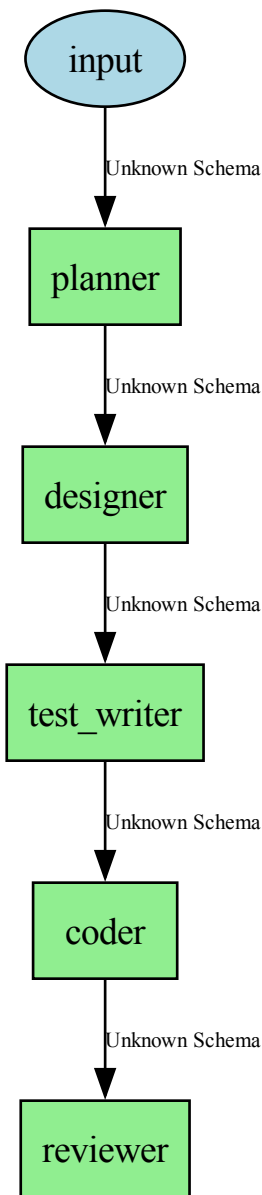 input
Unknown Schema
planner
Unknown Schema
designer
Unknown Schema
test_writer
Unknown Schema
coder
Unknown Schema
reviewer